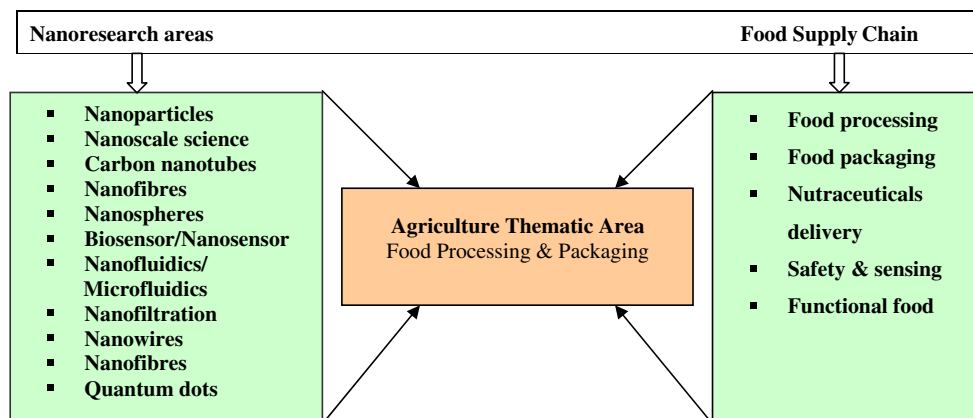 Nanoresearch areas
Food Supply Chain
▪ Nanoparticles
▪ Nanoscale science
▪ Carbon nanotubes
▪ Nanofibres
▪ Nanospheres
▪ Biosensor/Nanosensor
▪ Nanofluidics/
Microfluidics
▪ Nanofiltration
▪ Nanowires
▪ Nanofibres
▪ Quantum dots
Agriculture Thematic Area
Food Processing & Packaging
▪ Food processing
▪ Food packaging
▪ Nutraceuticals
delivery
▪ Safety & sensing
▪ Functional food